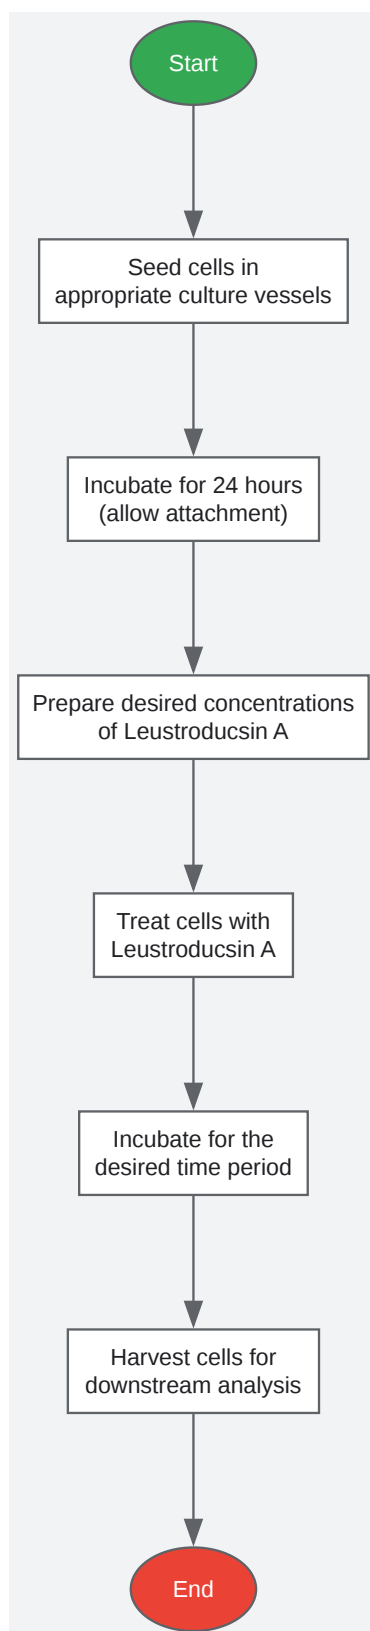 Start
Seed cells in
appropriate culture vessels
Incubate for 24 hours
(allow attachment)
Prepare desired concentrations
of Leustroducsin A
Treat cells with
Leustroducsin A
Incubate for the
desired time period
Harvest cells for
downstream analysis
End